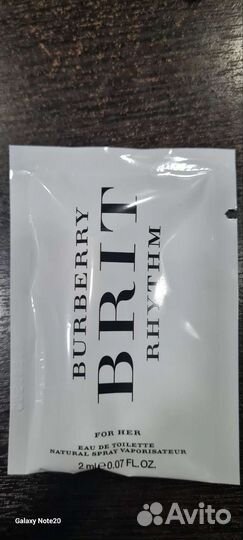 BURBERRY
BRIT
RHYTHM
FOR HER
EAU DE TOILETTE
NATURAL SPRAY VAPORISATEUR
2 ml ℮ 0.07 FL.OZ.
Galaxy Note20
Avito